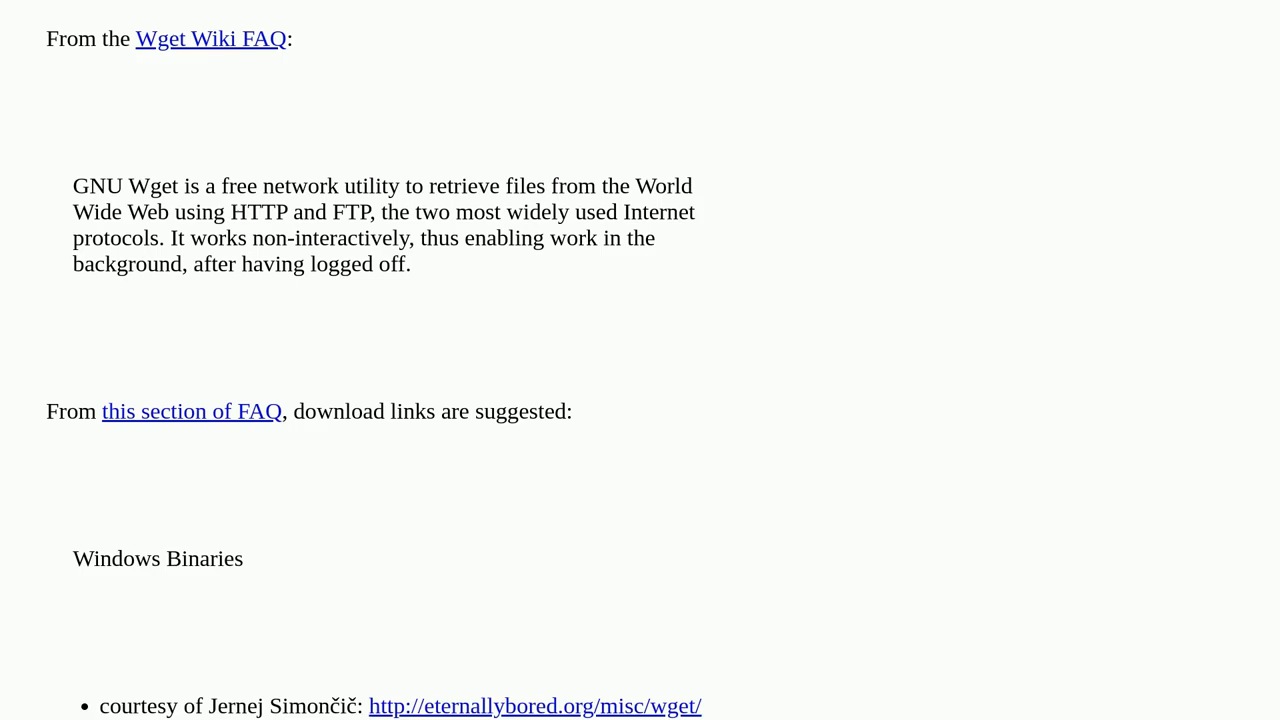 From the Wget Wiki FAQ:
GNU Wget is a free network utility to retrieve files from the World
Wide Web using HTTP and FTP, the two most widely used Internet
protocols. It works non-interactively, thus enabling work in the
background, after having logged off.
From this section of FAQ, download links are suggested:
Windows Binaries
• courtesy of Jernej Simončič: http://eternallybored.org/misc/wget/